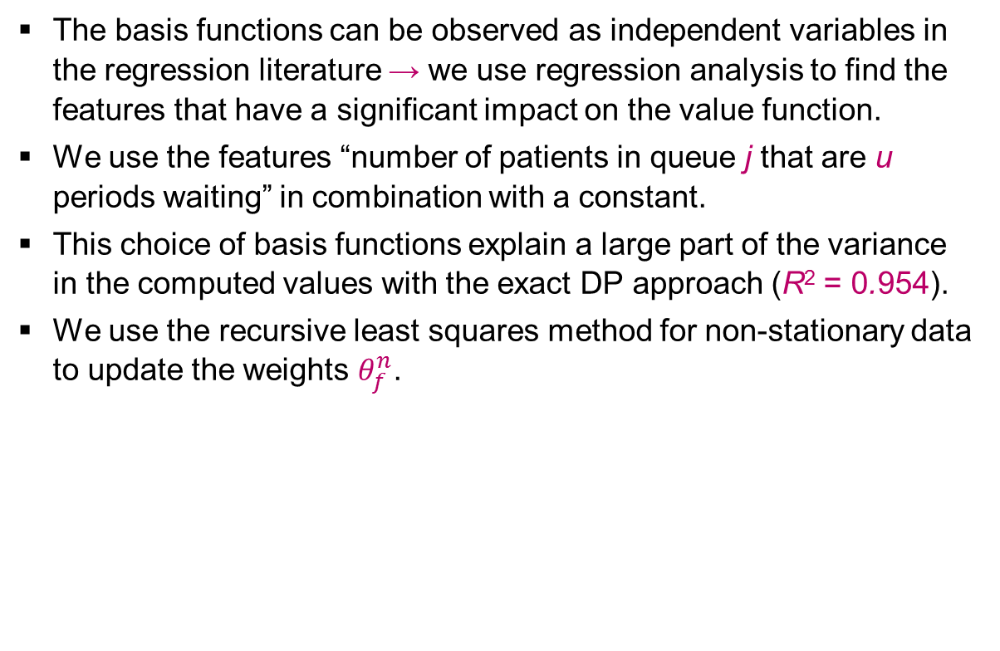 ▪ The basis functions can be observed as independent variables in
the regression literature → we use regression analysis to find the
features that have a significant impact on the value function.
▪ We use the features “number of patients in queue j that are u
periods waiting” in combination with a constant.
▪ This choice of basis functions explain a large part of the variance
in the computed values with the exact DP approach (R² = 0.954).
▪ We use the recursive least squares method for non-stationary data
to update the weights θ_f^n.